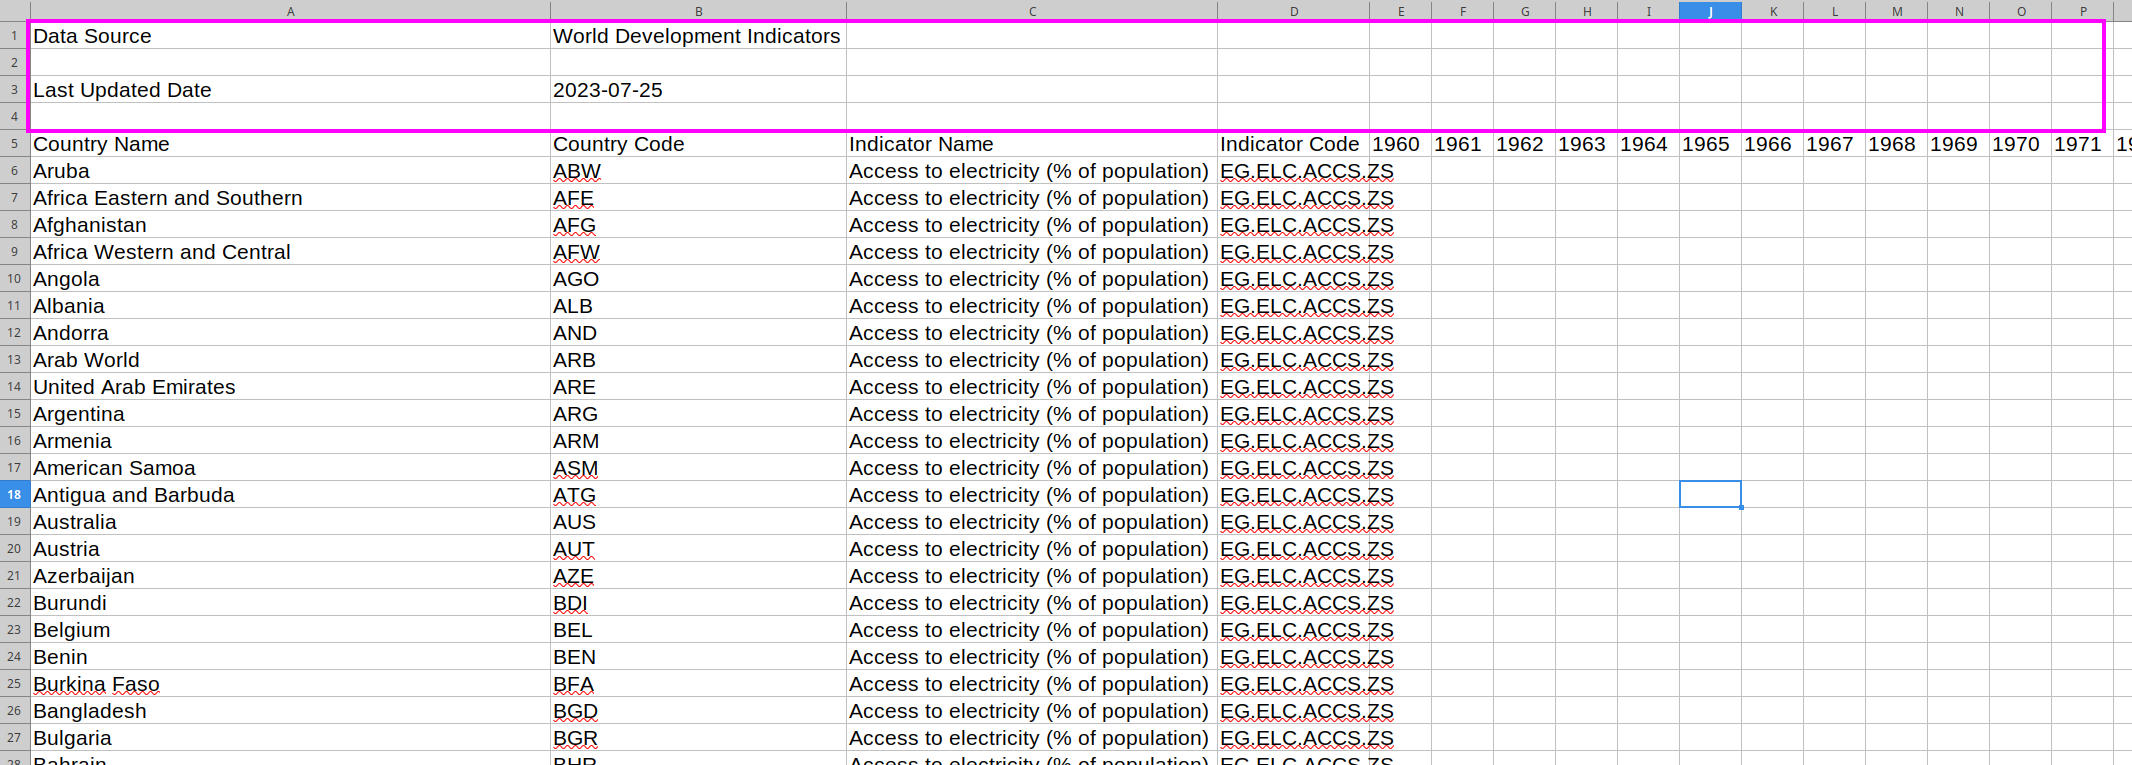 A B C D E F G H I J K L M N O P
1 Data Source World Development Indicators
2
3 Last Updated Date 2023-07-25
4
5 Country Name Country Code Indicator Name Indicator Code 1960 1961 1962 1963 1964 1965 1966 1967 1968 1969 1970 1971
6 Aruba ABW Access to electricity (% of population) EG.ELC.ACCS.ZS
7 Africa Eastern and Southern AFE Access to electricity (% of population) EG.ELC.ACCS.ZS
8 Afghanistan AFG Access to electricity (% of population) EG.ELC.ACCS.ZS
9 Africa Western and Central AFW Access to electricity (% of population) EG.ELC.ACCS.ZS
10 Angola AGO Access to electricity (% of population) EG.ELC.ACCS.ZS
11 Albania ALB Access to electricity (% of population) EG.ELC.ACCS.ZS
12 Andorra AND Access to electricity (% of population) EG.ELC.ACCS.ZS
13 Arab World ARB Access to electricity (% of population) EG.ELC.ACCS.ZS
14 United Arab Emirates ARE Access to electricity (% of population) EG.ELC.ACCS.ZS
15 Argentina ARG Access to electricity (% of population) EG.ELC.ACCS.ZS
16 Armenia ARM Access to electricity (% of population) EG.ELC.ACCS.ZS
17 American Samoa ASM Access to electricity (% of population) EG.ELC.ACCS.ZS
18 Antigua and Barbuda ATG Access to electricity (% of population) EG.ELC.ACCS.ZS
19 Australia AUS Access to electricity (% of population) EG.ELC.ACCS.ZS
20 Austria AUT Access to electricity (% of population) EG.ELC.ACCS.ZS
21 Azerbaijan AZE Access to electricity (% of population) EG.ELC.ACCS.ZS
22 Burundi BDI Access to electricity (% of population) EG.ELC.ACCS.ZS
23 Belgium BEL Access to electricity (% of population) EG.ELC.ACCS.ZS
24 Benin BEN Access to electricity (% of population) EG.ELC.ACCS.ZS
25 Burkina Faso BFA Access to electricity (% of population) EG.ELC.ACCS.ZS
26 Bangladesh BGD Access to electricity (% of population) EG.ELC.ACCS.ZS
27 Bulgaria BGR Access to electricity (% of population) EG.ELC.ACCS.ZS
28 Bahrain BHR Access to electricity (% of population) EG.ELC.ACCS.ZS